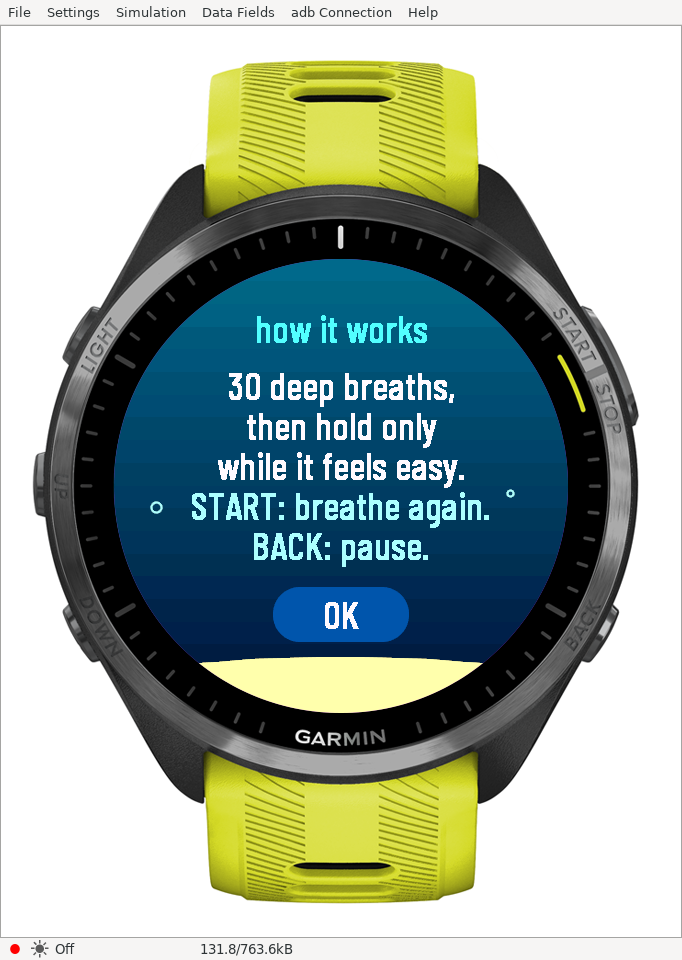 File Settings Simulation Data Fields adb Connection Help
LIGHT
START
STOP
how it works
30 deep breaths,
then hold only
while it feels easy.
START: breathe again.
BACK: pause.
OK
UP
DOWN
BACK
GARMIN
Off 131.8/763.6kB